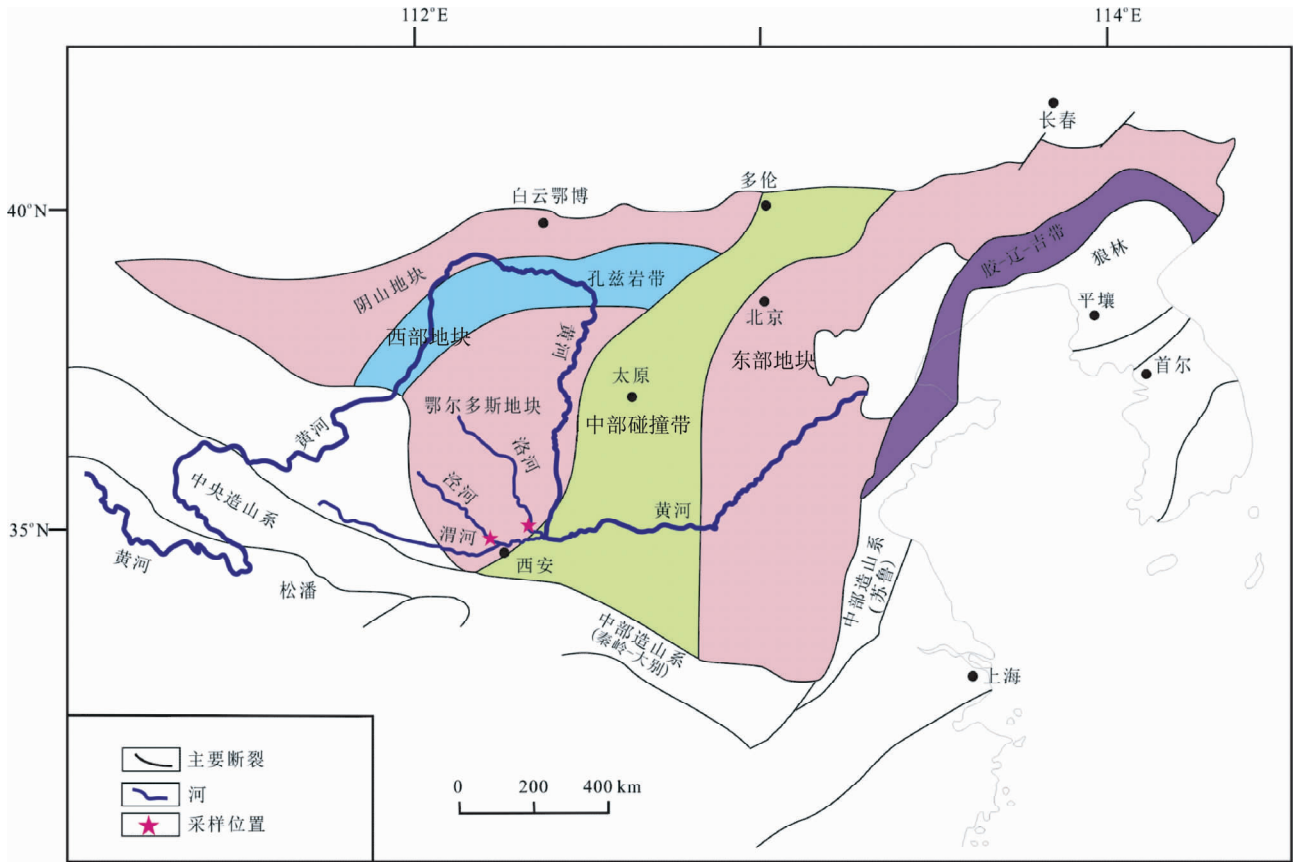 112°E
114°E
长春
多伦
白云鄂博
40°N
胶-辽-吉带
狼林
孔兹岩带
阴山地块
平壤
北京
西部地块
黄河
东部地块
首尔
太原
鄂尔多斯地块
中部碰撞带
黄河
洛河
中央造山系
泾河
黄河
35°N
渭河
黄河
西安
松潘
中部造山系
(苏鲁)
中部造山系
(秦岭-大别)
上海
主要断裂
河
采样位置
0 200 400 km